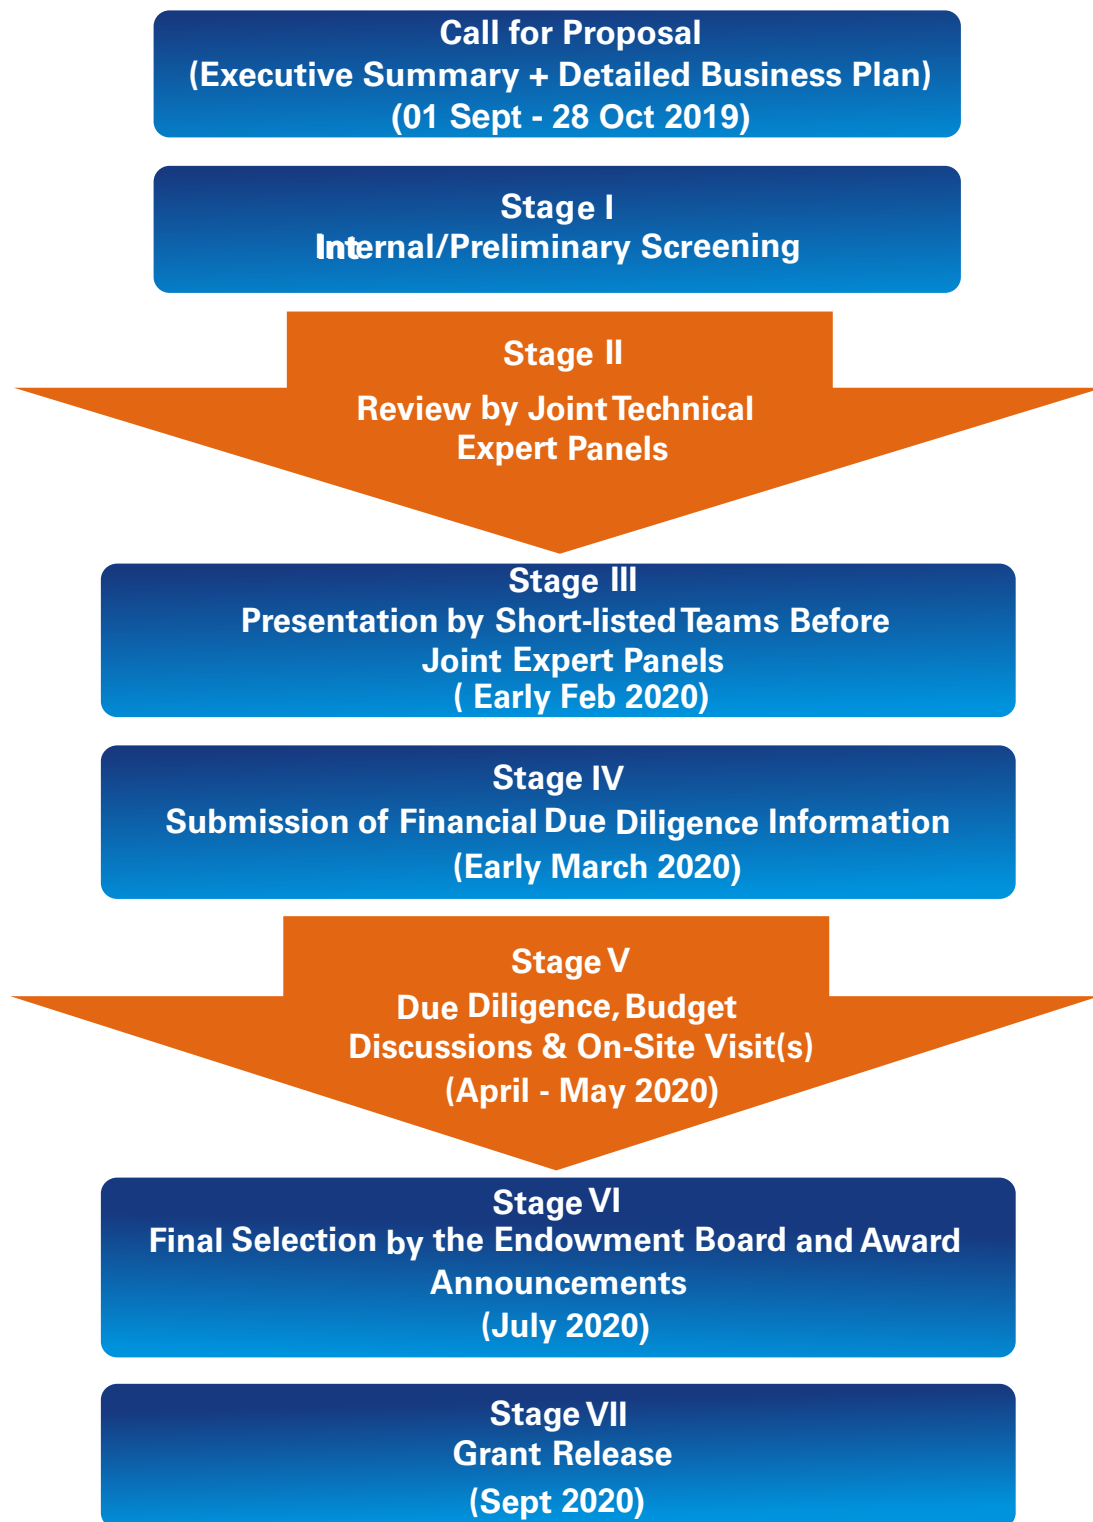 Call for Proposal
(Executive Summary + Detailed Business Plan)
(01 Sept - 28 Oct 2019)
Stage I
Internal/Preliminary Screening
Stage II
Review by Joint Technical
Expert Panels
Stage III
Presentation by Short-listed Teams Before
Joint Expert Panels
( Early Feb 2020)
Stage IV
Submission of Financial Due Diligence Information
(Early March 2020)
Stage V
Due Diligence, Budget
Discussions & On-Site Visit(s)
(April - May 2020)
Stage VI
Final Selection by the Endowment Board and Award
Announcements
(July 2020)
Stage VII
Grant Release
(Sept 2020)